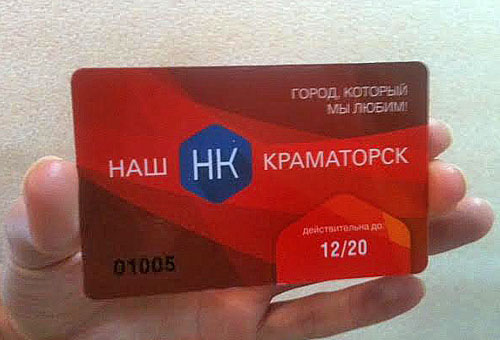 ГОРОД, КОТОРЫЙ
МЫ ЛЮБИМ!
НАШ НК КРАМАТОРСК
действительна до:
12/20
01005